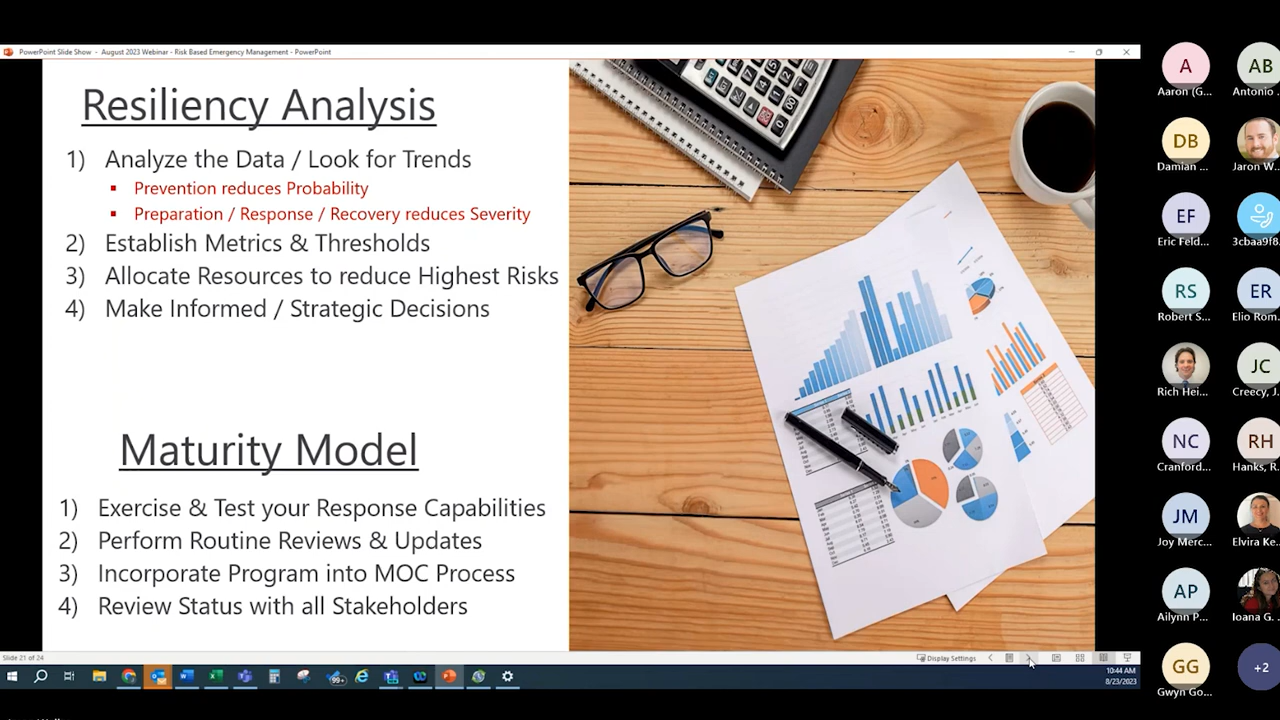 PowerPoint Slide Show - August 2023 Webinar - Risk Based Emergency Management - PowerPoint
Resiliency Analysis
1) Analyze the Data / Look for Trends
▪ Prevention reduces Probability
▪ Preparation / Response / Recovery reduces Severity
2) Establish Metrics & Thresholds
3) Allocate Resources to reduce Highest Risks
4) Make Informed / Strategic Decisions
Maturity Model
1) Exercise & Test your Response Capabilities
2) Perform Routine Reviews & Updates
3) Incorporate Program into MOC Process
4) Review Status with all Stakeholders
Slide 21 of 24
Display Settings
99+
10:44 AM
8/23/2023
A
AB
Aaron (G...
Antonio
DB
Damian ...
Jaron W...
EF
Eric Feld...
3cbaa9f8
RS
ER
Robert S...
Elio Rom...
JC
Rich Hei...
Creecy, J.
NC
RH
Cranford...
Hanks, R.
JM
Joy Merc...
Elvira Ke...
AP
Ailynn P...
Ioana G.
GG
+2
Gwyn Go...